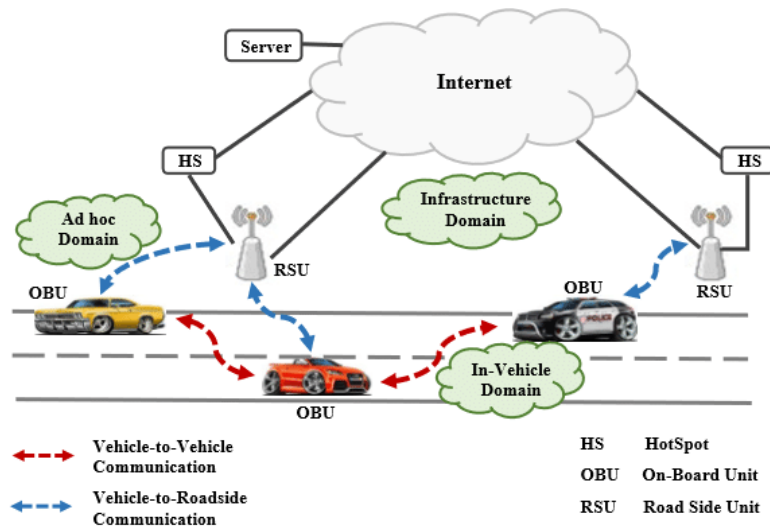 Server
Internet
HS
HS
Ad hoc
Domain
Infrastructure
Domain
RSU
RSU
OBU
OBU
POLICE
In-Vehicle
Domain
OBU
Vehicle-to-Vehicle
Communication
Vehicle-to-Roadside
Communication
HS HotSpot
OBU On-Board Unit
RSU Road Side Unit